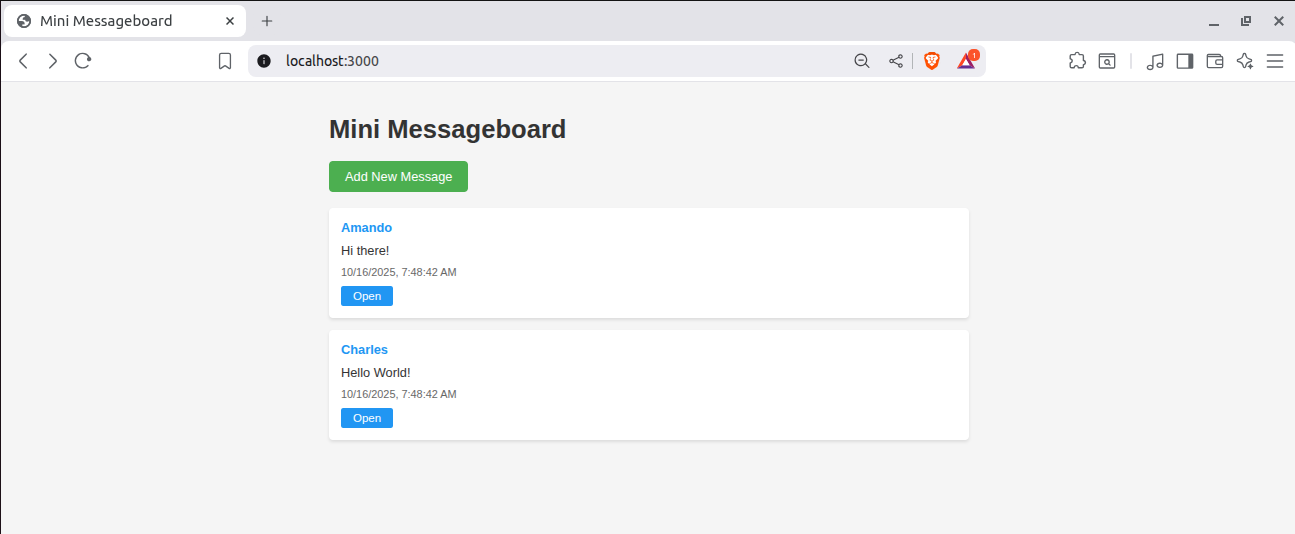 Mini Messageboard
localhost:3000
1
Mini Messageboard
Add New Message
Amando
Hi there!
10/16/2025, 7:48:42 AM
Open
Charles
Hello World!
10/16/2025, 7:48:42 AM
Open